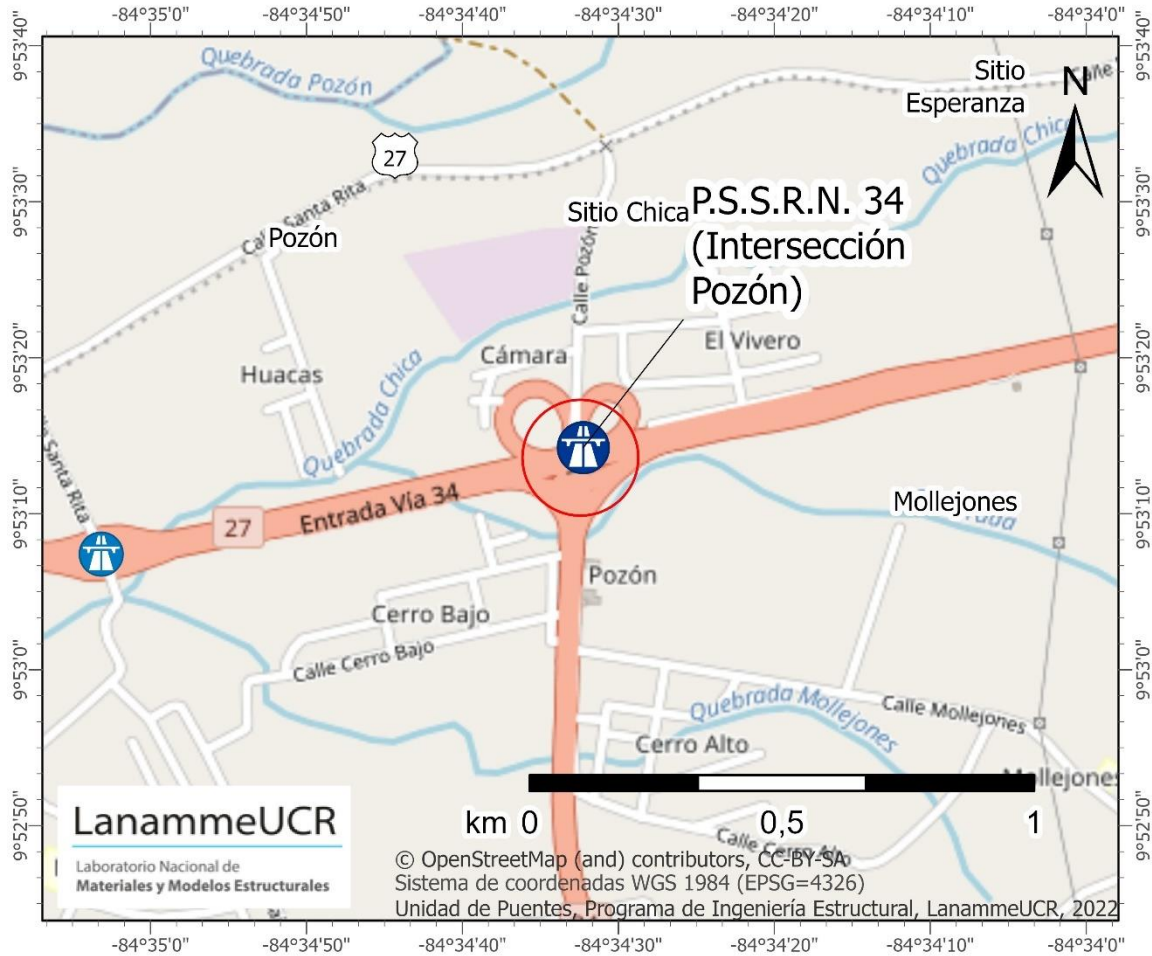 -84°35'0"
-84°34'50"
-84°34'40"
-84°34'30"
-84°34'20"
-84°34'10"
-84°34'0"
9°53'40"
9°53'40"
Quebrada Pozón
Sitio
Esperanza
Calle
N
27
Quebrada Chica
9°53'30"
9°53'30"
Calle Santa Rita
Pozón
Sitio Chica
P.S.S.R.N. 34
(Intersección
Pozón)
Calle Pozón
9°53'20"
9°53'20"
Cámara
El Vivero
Huacas
Quebrada Chica
Santa Rita
27
Entrada Vía 34
9°53'10"
9°53'10"
Mollejones
Pozón
Cerro Bajo
Calle Cerro Bajo
9°53'0"
9°53'0"
Quebrada Mollejones
Calle Mollejones
Cerro Alto
Mollejones
9°52'50"
9°52'50"
km 0
0,5
1
Calle Cerro Alto
LanammeUCR
Laboratorio Nacional de
Materiales y Modelos Estructurales
© OpenStreetMap (and) contributors, CC-BY-SA
Sistema de coordenadas WGS 1984 (EPSG=4326)
Unidad de Puentes, Programa de Ingeniería Estructural, LanammeUCR, 2022
-84°35'0"
-84°34'50"
-84°34'40"
-84°34'30"
-84°34'20"
-84°34'10"
-84°34'0"